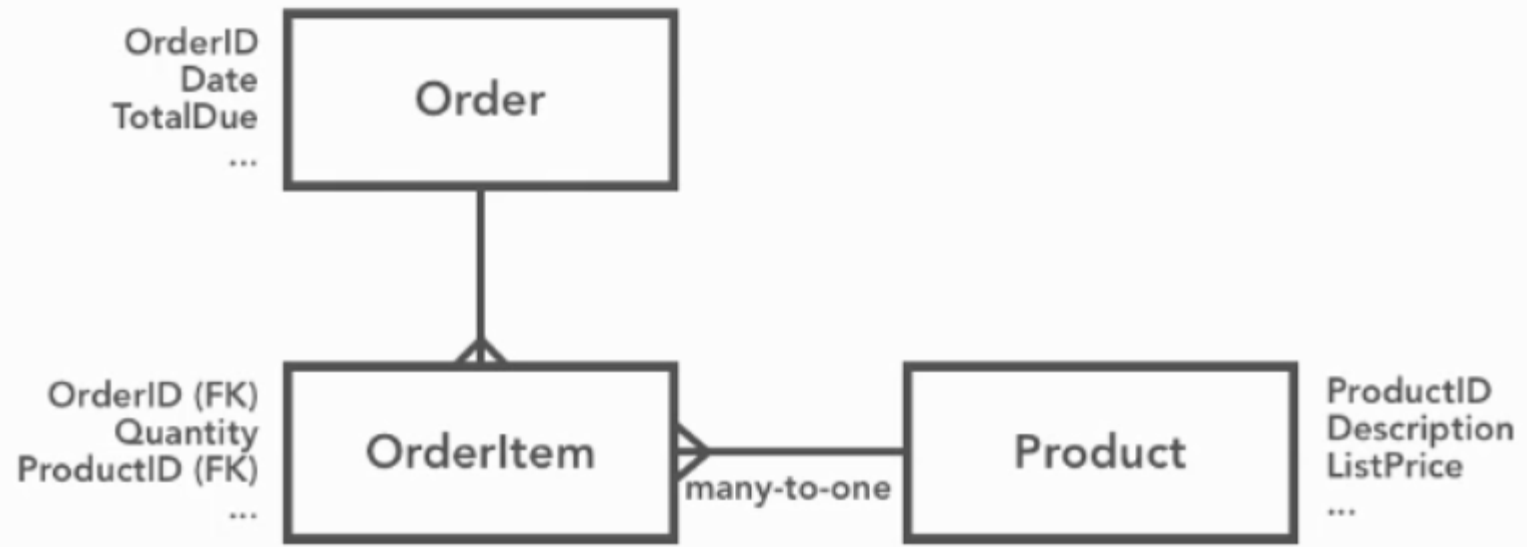 OrderID
Date
TotalDue
...
Order
OrderID (FK)
Quantity
ProductID (FK)
...
OrderItem
many-to-one
Product
ProductID
Description
ListPrice
...